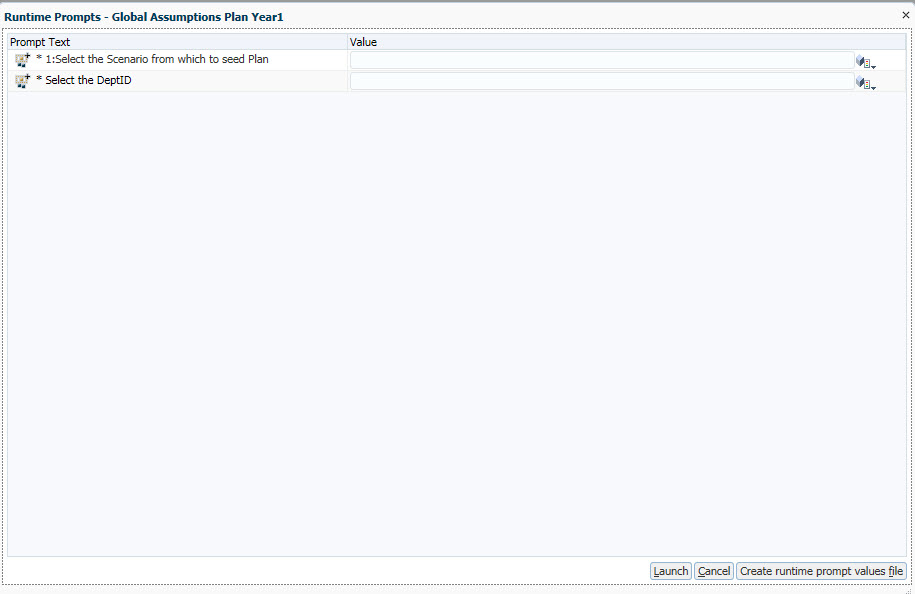 Runtime Prompts - Global Assumptions Plan Year1
Prompt Text Value
* 1:Select the Scenario from which to seed Plan
* Select the DeptID
Launch Cancel Create runtime prompt values file